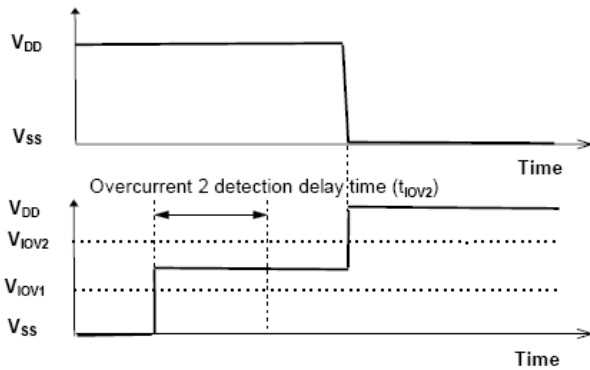 VDD
VSS
Time
Overcurrent 2 detection delay time (tIOV2)
VDD
VIOV2
VIOV1
VSS
Time